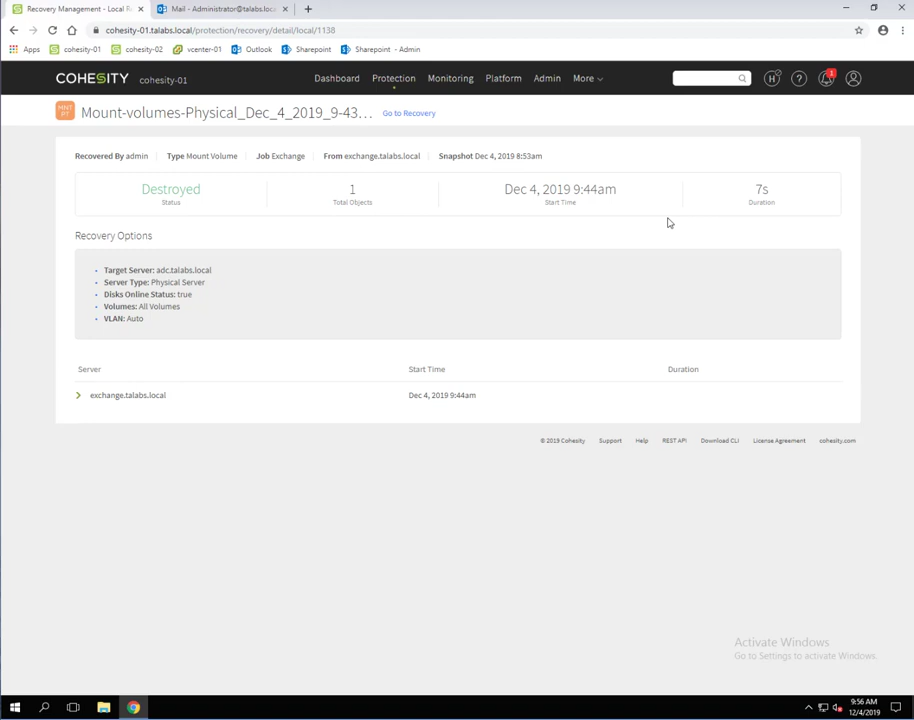 Recovery Management - Local R
Mail - Administrator@talabs.local
cohesity-01.talabs.local/protection/recovery/detail/local/1138
Apps
cohesity-01
cohesity-02
vcenter-01
Outlook
Sharepoint
Sharepoint - Admin
COHESITY
cohesity-01
Dashboard
Protection
Monitoring
Platform
Admin
More
H
?
1
HNT
PT
Mount-volumes-Physical_Dec_4_2019_9-43...
Go to Recovery
Recovered By admin
Type Mount Volume
Job Exchange
From exchange.talabs.local
Snapshot Dec 4, 2019 8:53am
Destroyed
Status
1
Total Objects
Dec 4, 2019 9:44am
Start Time
7s
Duration
Recovery Options
Target Server: adc.talabs.local
Server Type: Physical Server
Disks Online Status: true
Volumes: All Volumes
VLAN: Auto
Server
Start Time
Duration
exchange.talabs.local
Dec 4, 2019 9:44am
© 2019 Cohesity
Support
Help
REST API
Download CLI
License Agreement
cohesity.com
Activate Windows
Go to Settings to activate Windows.
9:56 AM
12/4/2019